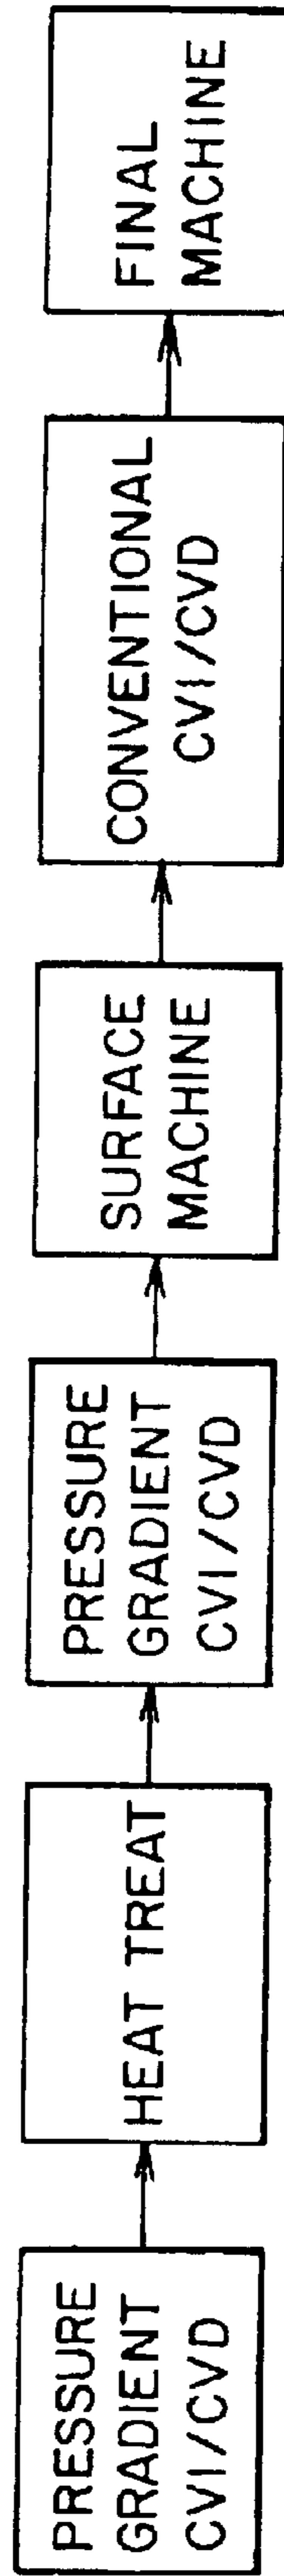 PRESSURE
GRADIENT
CVI/CVD
HEAT TREAT
PRESSURE
GRADIENT
CVI/CVD
SURFACE
MACHINE
CONVENTIONAL
CVI/CVD
FINAL
MACHINE